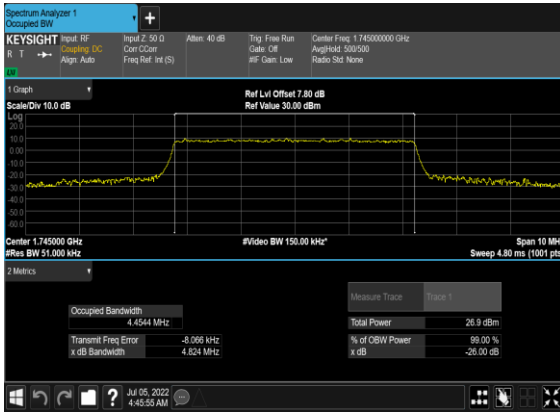 Spectrum Analyzer 1
Occupied BW
KEYSIGHT
R T
LW
Input: RF
Coupling: DC
Align: Auto
Input Z: 50 Ω
Corr CCorr
Freq Ref: Int (S)
Atten: 40 dB
Trig: Free Run
Gate: Off
#IF Gain: Low
Center Freq: 1.745000000 GHz
Avg|Hold: 500/500
Radio Std: None
1 Graph
Scale/Div 10.0 dB
Ref Lvl Offset 7.80 dB
Ref Value 30.00 dBm
Log
20.0
10.0
0.00
-10.0
-20.0
-30.0
-40.0
-50.0
-60.0
Center 1.745000 GHz
#Res BW 51.000 kHz
#Video BW 150.00 kHz*
Span 10 MH
Sweep 4.80 ms (1001 pts
2 Metrics
Measure Trace
Trace 1
Occupied Bandwidth
4.4544 MHz
Total Power
26.9 dBm
Transmit Freq Error
-8.066 kHz
% of OBW Power
99.00 %
x dB Bandwidth
4.824 MHz
x dB
-26.00 dB
?
Jul 05, 2022
4:45:55 AM